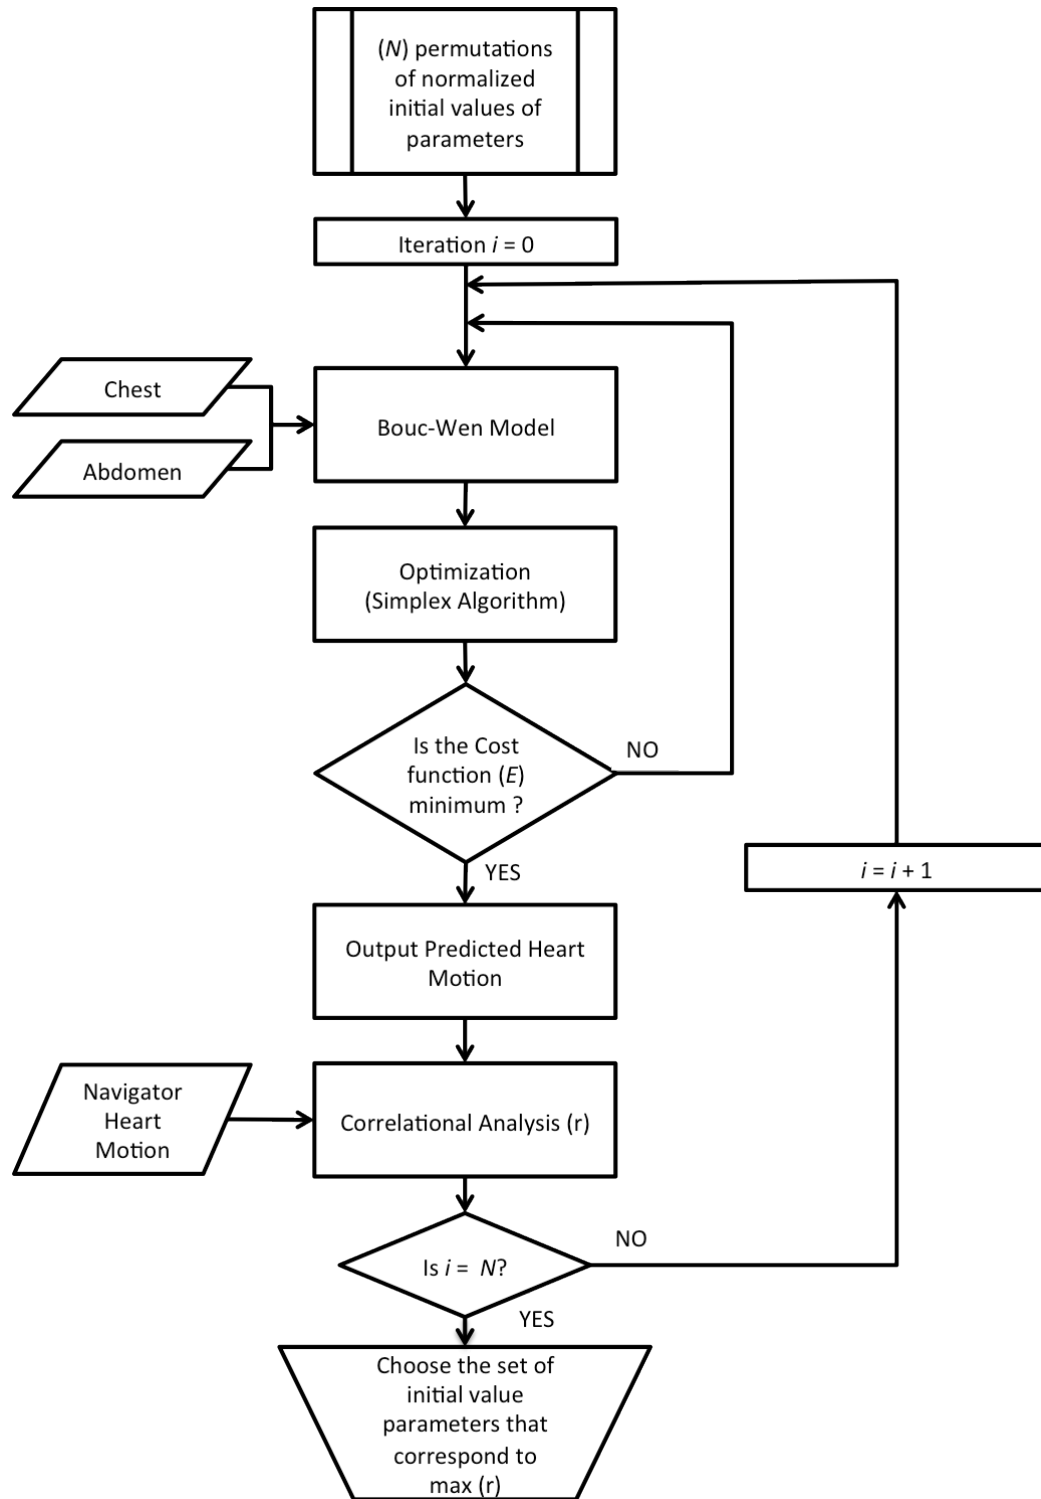 (N) permutations
of normalized
initial values of
parameters
Iteration i = 0
Chest
Abdomen
Bouc-Wen Model
Optimization
(Simplex Algorithm)
Is the Cost
function (E)
minimum ?
NO
YES
i = i + 1
Output Predicted Heart
Motion
Navigator
Heart
Motion
Correlational Analysis (r)
Is i = N?
NO
YES
Choose the set of
initial value
parameters that
correspond to
max (r)